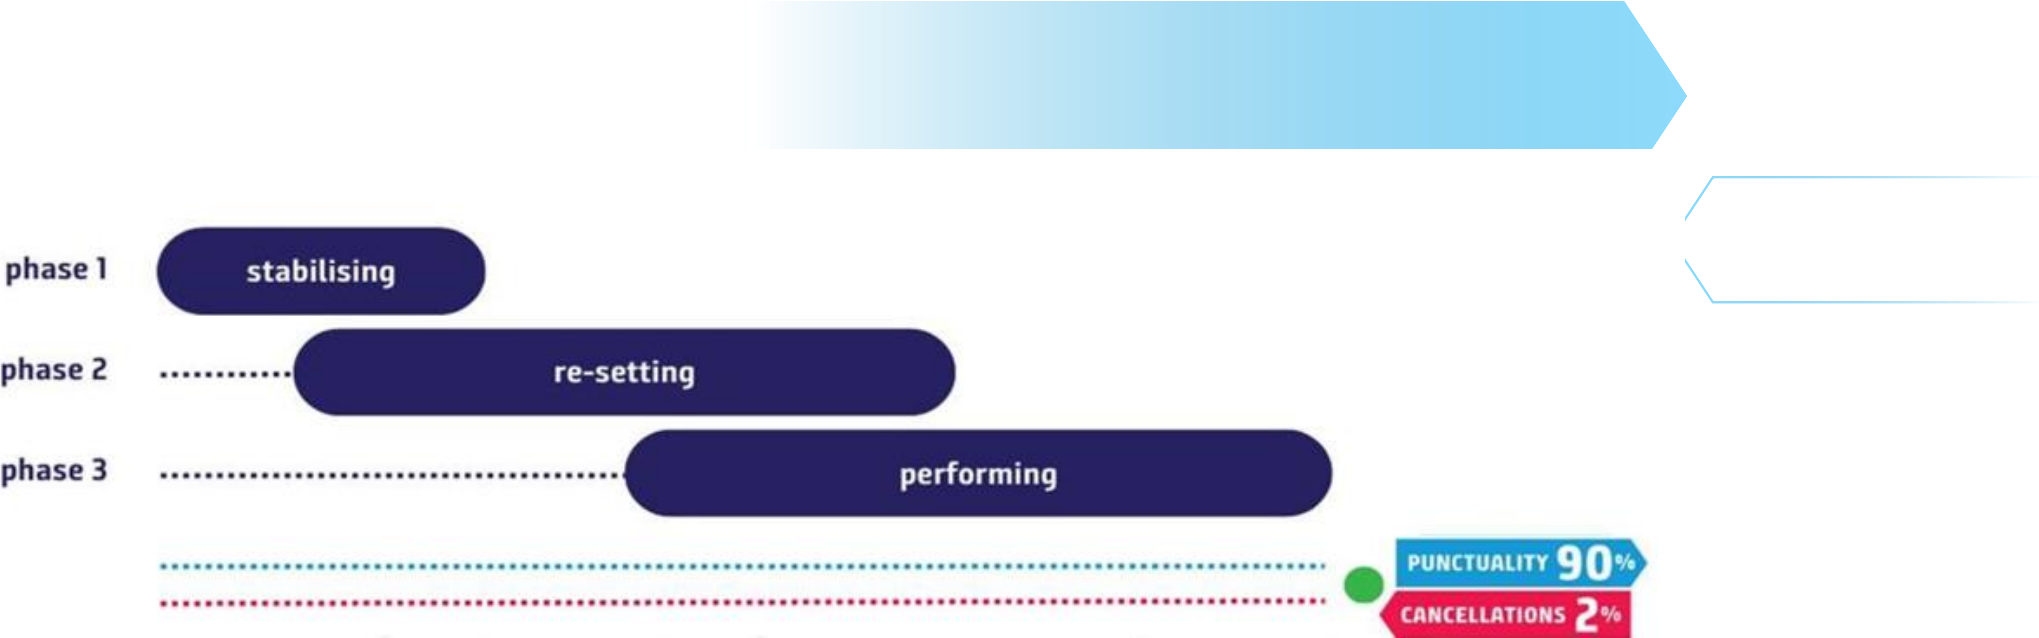 phase 1
stabilising
phase 2
re-setting
phase 3
performing
PUNCTUALITY 90%
CANCELLATIONS 2%